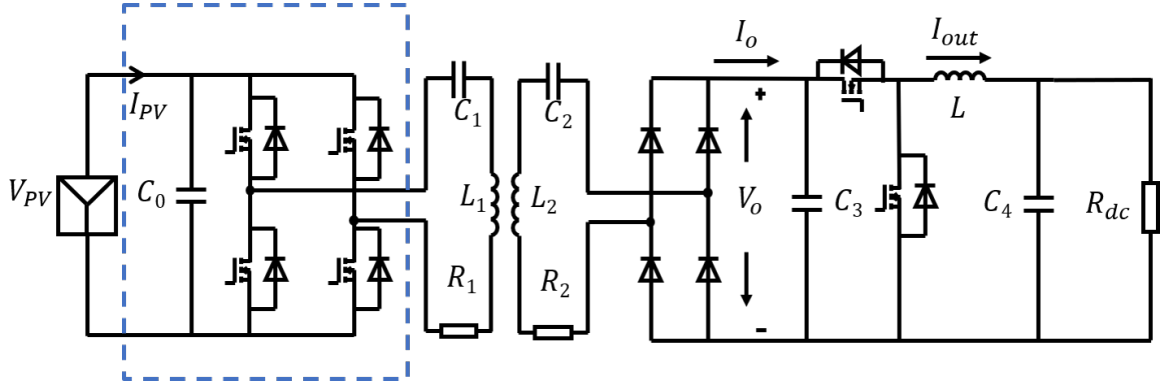 I_o
I_out
C_1
C_2
+
L
I_PV
V_PV
C_0
L_1
L_2
V_o
C_3
C_4
R_dc
R_1
R_2
-